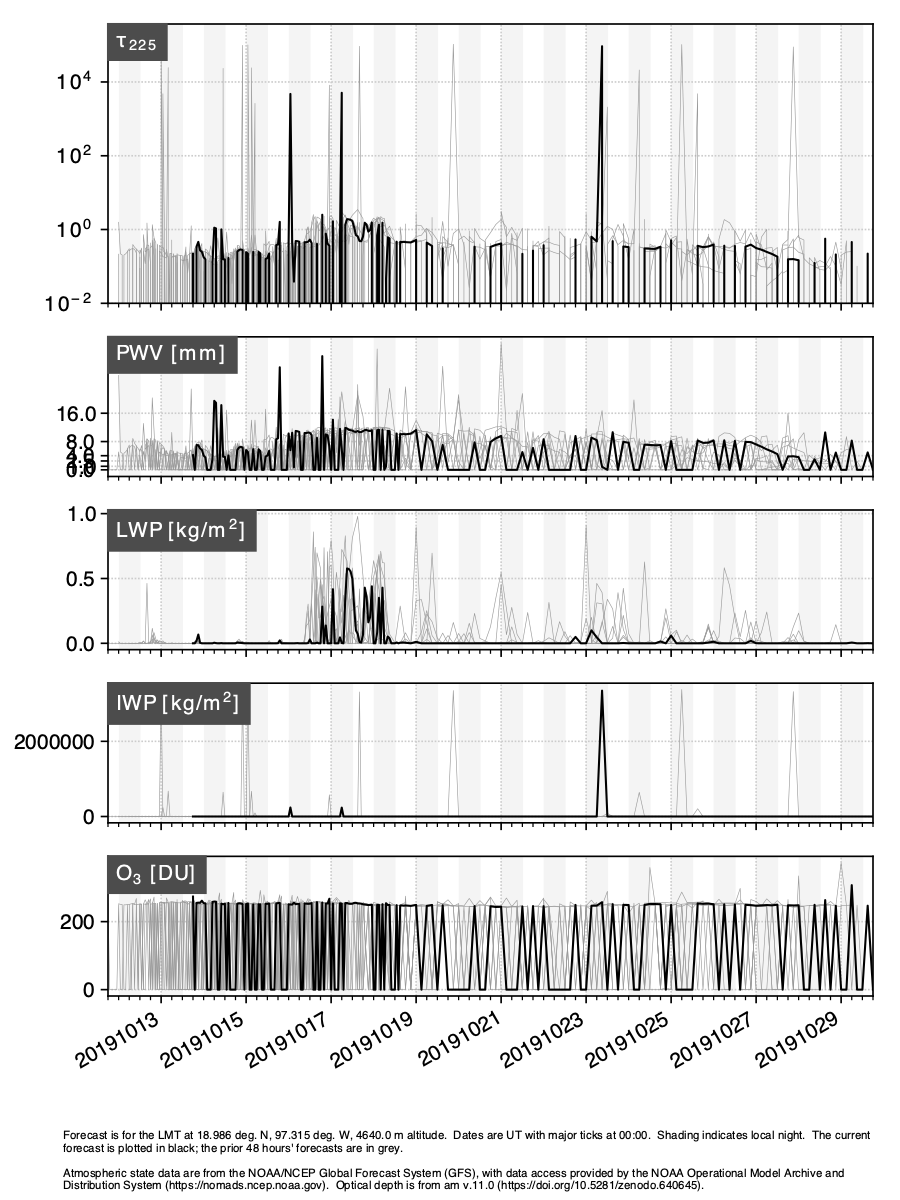 τ225
10⁴
10²
10⁰
10⁻²
PWV [mm]
16.0
8.0
4.0
0.0
LWP [kg/m²]
1.0
0.5
0.0
IWP [kg/m²]
2000000
0
O₃ [DU]
200
0
20191013
20191015
20191017
20191019
20191021
20191023
20191025
20191027
20191029
Forecast is for the LMT at 18.986 deg. N, 97.315 deg. W, 4640.0 m altitude. Dates are UT with major ticks at 00:00. Shading indicates local night. The current
forecast is plotted in black; the prior 48 hours' forecasts are in grey.
Atmospheric state data are from the NOAA/NCEP Global Forecast System (GFS), with data access provided by the NOAA Operational Model Archive and
Distribution System (https://nomads.ncep.noaa.gov). Optical depth is from am v.11.0 (https://doi.org/10.5281/zenodo.640645).